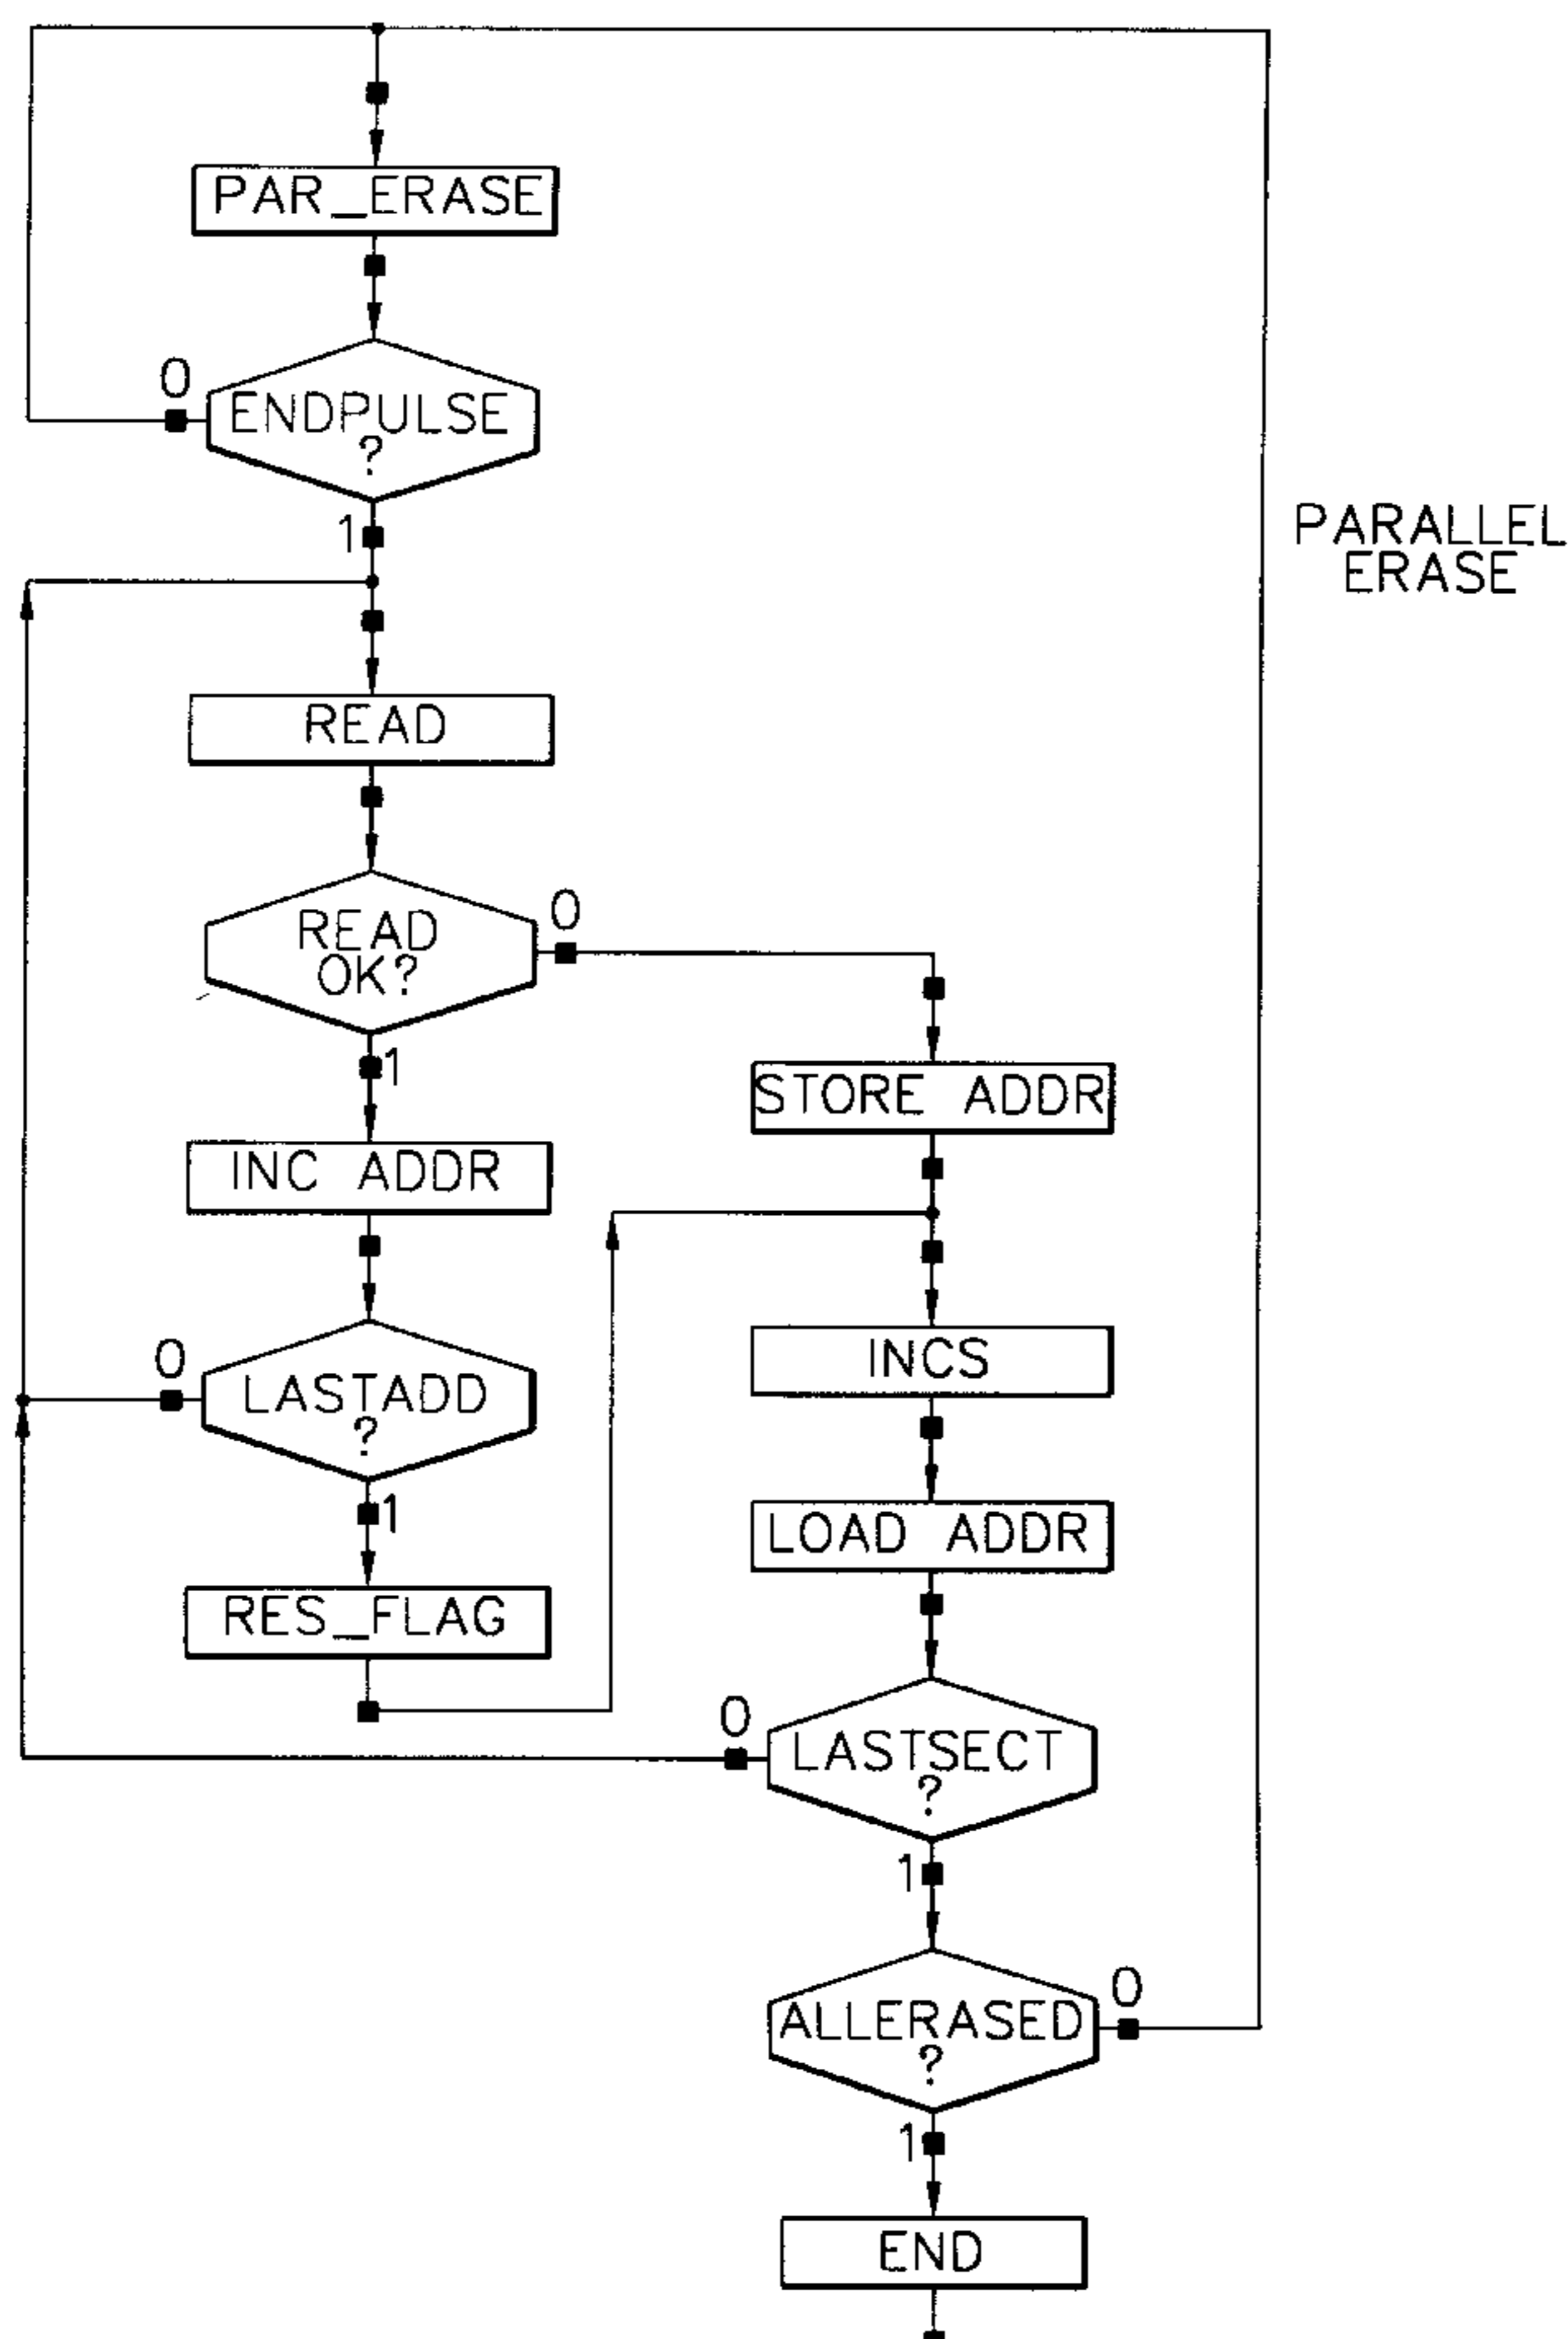 PAR_ERASE
0
ENDPULSE
?
1
PARALLEL
ERASE
READ
READ
OK?
0
1
STORE ADDR
INC ADDR
INCS
0
LASTADD
?
1
LOAD ADDR
RES_FLAG
0
LASTSECT
?
1
ALLERASED
?
0
1
END